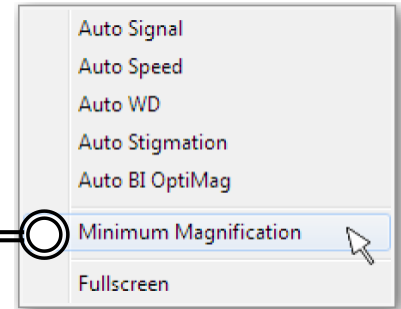 Auto Signal
Auto Speed
Auto WD
Auto Stigmation
Auto BI OptiMag
Minimum Magnification
Fullscreen